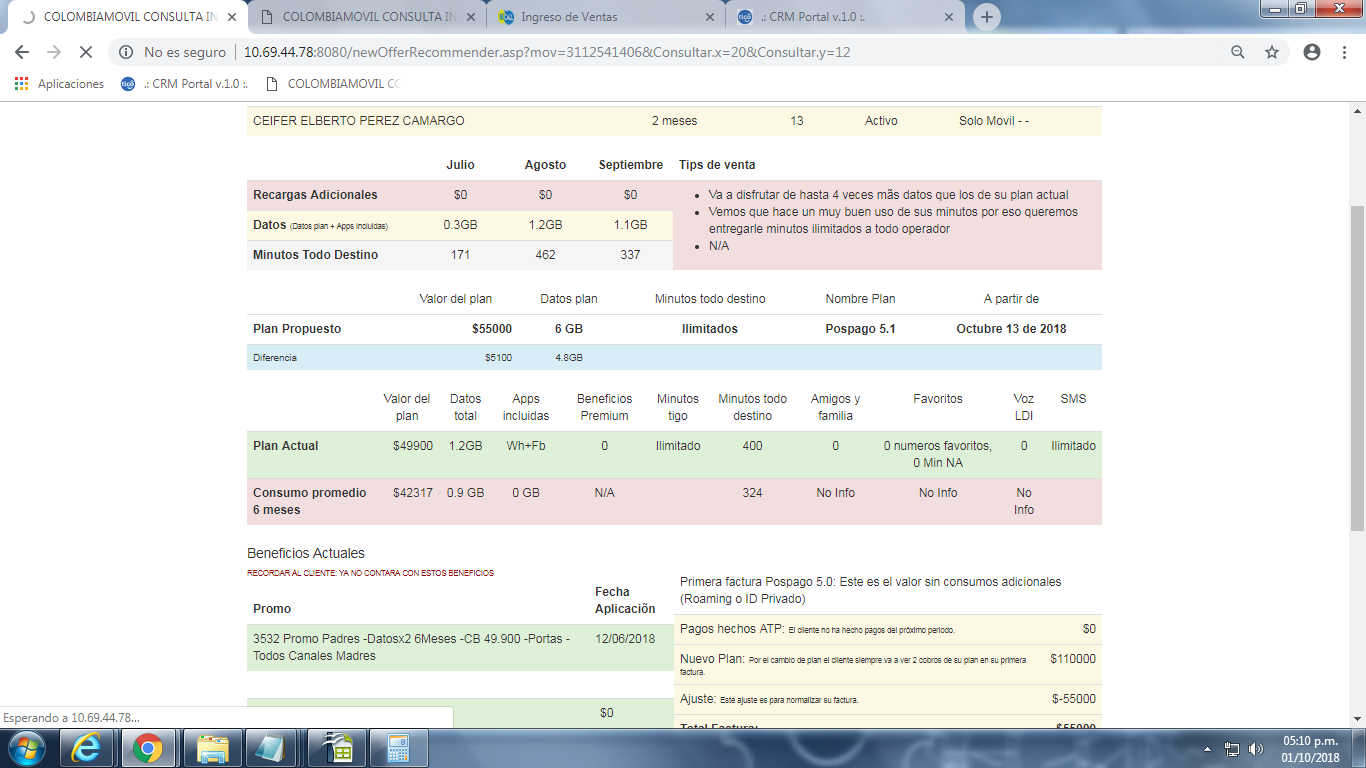 COLOMBIAMOVIL CONSULTA IN
COLOMBIAMOVIL CONSULTA IN
Ingreso de Ventas
.: CRM Portal v.1.0 :.
No es seguro
10.69.44.78:8080/newOfferRecommender.asp?mov=3112541406&Consultar.x=20&Consultar.y=12
Aplicaciones
.: CRM Portal v.1.0 :.
COLOMBIAMOVIL CO
CEIFER ELBERTO PEREZ CAMARGO 2 meses 13 Activo Solo Movil - -
Julio Agosto Septiembre Tips de venta
Recargas Adicionales $0 $0 $0
Datos (Datos plan + Apps Incluidas) 0.3GB 1.2GB 1.1GB
Minutos Todo Destino 171 462 337
Va a disfrutar de hasta 4 veces mãs datos que los de su plan actual
Vemos que hace un muy buen uso de sus minutos por eso queremos
entregarle minutos ilimitados a todo operador
N/A
Valor del plan Datos plan Minutos todo destino Nombre Plan A partir de
Plan Propuesto $55000 6 GB Ilimitados Pospago 5.1 Octubre 13 de 2018
Diferencia $5100 4.8GB
Valor del plan Datos total Apps incluidas Beneficios Premium Minutos tigo Minutos todo destino Amigos y familia Favoritos Voz LDI SMS
Plan Actual $49900 1.2GB Wh+Fb 0 Ilimitado 400 0 0 numeros favoritos, 0 Min NA 0 Ilimitado
Consumo promedio 6 meses $42317 0.9 GB 0 GB N/A 324 No Info No Info No Info
Beneficios Actuales
RECORDAR AL CLIENTE: YA NO CONTARA CON ESTOS BENEFICIOS
Promo Fecha Aplicación
3532 Promo Padres -Datosx2 6Meses -CB 49.900 -Portas - 12/06/2018
Todos Canales Madres
$0
Primera factura Pospago 5.0: Este es el valor sin consumos adicionales
(Roaming o ID Privado)
Pagos hechos ATP: El cliente no ha hecho pagos del próximo periodo. $0
Nuevo Plan: Por el cambio de plan el cliente siempre va a ver 2 cobros de su plan en su primera $110000
factura.
Ajuste: Este ajuste es para normalizar su factura. $-55000
Total Factura: $55000
Esperando a 10.69.44.78...
05:10 p.m.
01/10/2018